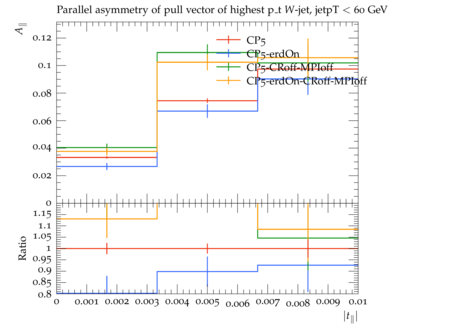 Parallel asymmetry of pull vector of highest p_t W-jet, jetpT < 60 GeV
A∥
0.12
0.1
0.08
0.06
0.04
0.02
0
CP5
CP5-erdOn
CP5-CRoff-MPIoff
CP5-erdOn-CRoff-MPIoff
Ratio
1.15
1.1
1.05
1
0.95
0.9
0.85
0.8
0 0.001 0.002 0.003 0.004 0.005 0.006 0.007 0.008 0.009 0.01
|t∥|